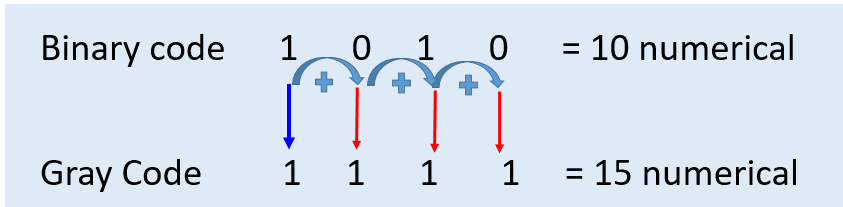 Binary code 1 0 1 0 = 10 numerical
+ + +
Gray Code 1 1 1 1 = 15 numerical